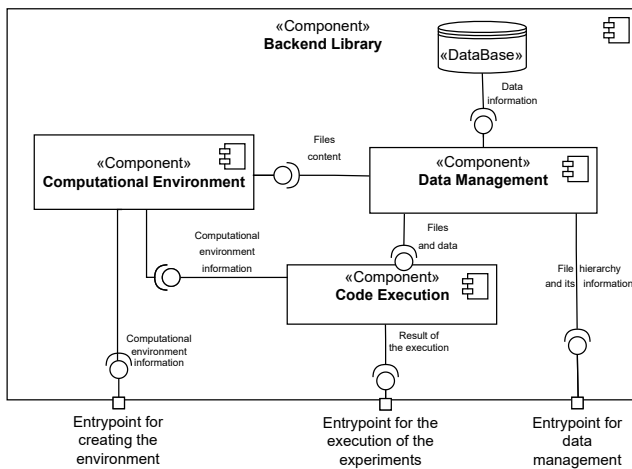 «Component»
Backend Library
«DataBase»
Data
information
«Component»
Computational Environment
Files
content
«Component»
Data Management
Computational
environment
information
Files
and data
«Component»
Code Execution
File hierarchy
and its information
Computational
environment
information
Result of
the execution
Entrypoint for
creating the
environment
Entrypoint for the
execution of the
experiments
Entrypoint for
data
management